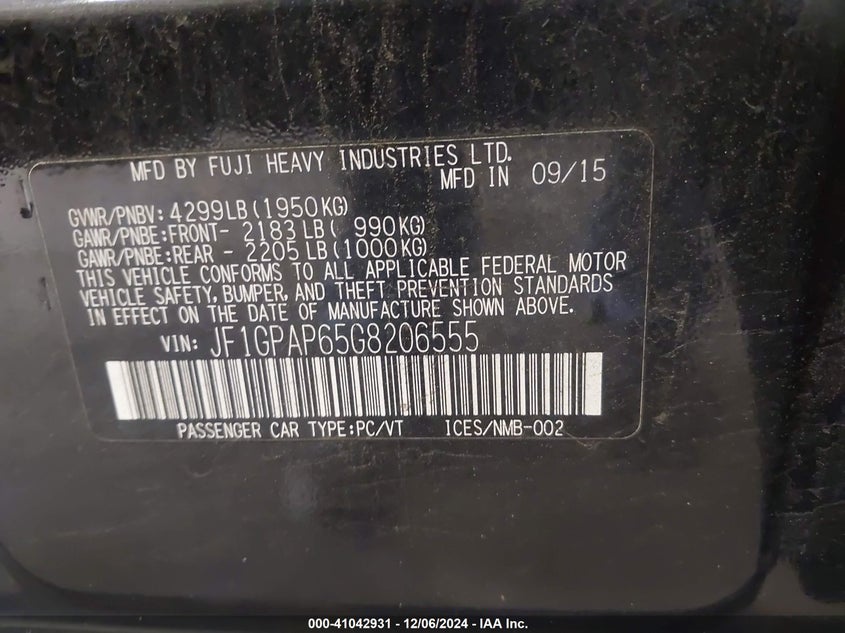 MFD BY FUJI HEAVY INDUSTRIES LTD.
MFD IN 09/15
GVWR/PNBV: 4299LB(1950KG)
GAWR/PNBE:FRONT- 2183LB( 990KG)
GAWR/PNBE:REAR - 2205LB(1000KG)
THIS VEHICLE CONFORMS TO ALL APPLICABLE FEDERAL MOTOR
VEHICLE SAFETY, BUMPER, AND THEFT PREVENTION STANDARDS
IN EFFECT ON THE DATE OF MANUFACTURE SHOWN ABOVE.
VIN: JF1GPAP65G8206555
PASSENGER CAR TYPE:PC/VT ICES/NMB-002
000-41042931 - 12/06/2024 - IAA Inc.